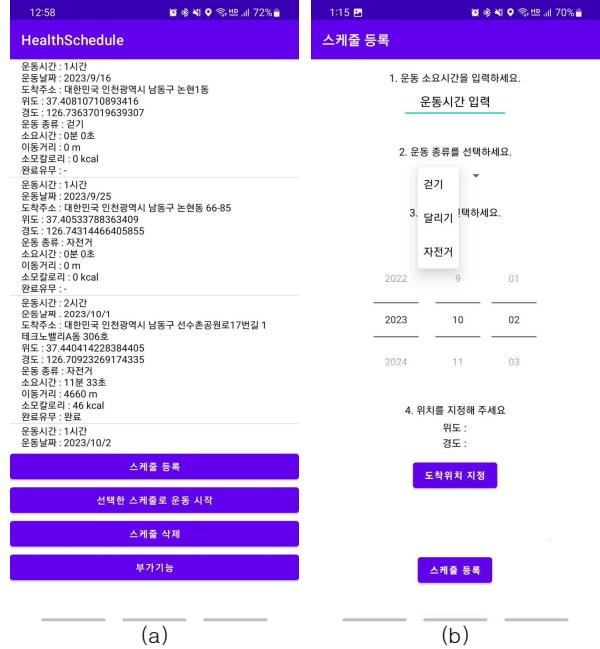 12:58
72%
HealthSchedule
운동시간 : 1시간
운동날짜 : 2023/9/16
도착주소 : 대한민국 인천광역시 남동구 논현1동
위도 : 37.40810710893416
경도 : 126.73637019639307
운동 종류 : 걷기
소요시간 : 0분 0초
이동거리 : 0 m
소모칼로리 : 0 kcal
완료유무 : -
운동시간 : 1시간
운동날짜 : 2023/9/25
도착주소 : 대한민국 인천광역시 남동구 논현동 66-85
위도 : 37.40533788363409
경도 : 126.74314466405855
운동 종류 : 자전거
소요시간 : 0분 0초
이동거리 : 0 m
소모칼로리 : 0 kcal
완료유무 : -
운동시간 : 2시간
운동날짜 : 2023/10/1
도착주소 : 대한민국 인천광역시 남동구 선수촌공원로17번길 1
테크노밸리A동 306호
위도 : 37.440414228384405
경도 : 126.70923269174335
운동 종류 : 자전거
소요시간 : 11분 33초
이동거리 : 4660 m
소모칼로리 : 46 kcal
완료유무 : 완료
운동시간 : 1시간
운동날짜 : 2023/10/2
스케줄 등록
선택한 스케줄로 운동 시작
스케줄 삭제
부가기능
(a)
1:15
70%
스케줄 등록
1. 운동 소요시간을 입력하세요.
운동시간 입력
2. 운동 종류를 선택하세요.
걷기
3. 택하세요.
달리기
자전거
2022 9 01
2023 10 02
2024 11 03
4. 위치를 지정해 주세요
위도 :
경도 :
도착위치 지정
스케줄 등록
(b)